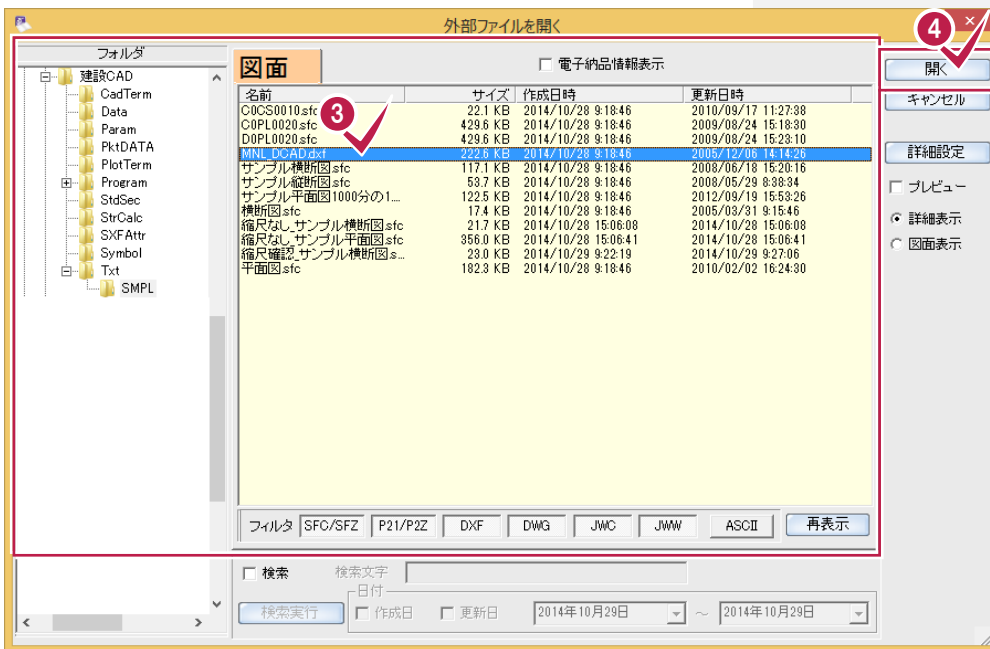 外部ファイルを開く
4
フォルダ
建設CAD
CadTerm
Data
Param
PktDATA
PlotTerm
Program
StdSec
StrCalc
SXFAttr
Symbol
Txt
SMPL
図面
電子納品情報表示
名前 サイズ 作成日時 更新日時
C0CS0010.sfc 22.1 KB 2014/10/28 9:18:46 2010/09/17 11:27:38
C0PL0020.sfc 429.6 KB 2014/10/28 9:18:46 2009/08/24 15:18:30
D0PL0020.sfc 429.6 KB 2014/10/28 9:18:46 2009/08/24 15:23:10
MNL_DCAD.dxf 222.6 KB 2014/10/28 9:18:46 2005/12/06 14:14:26
サンプル横断図.sfc 117.1 KB 2014/10/28 9:18:46 2008/06/18 15:20:16
サンプル縦断図.sfc 53.7 KB 2014/10/28 9:18:46 2008/05/29 8:38:34
サンプル平面図1000分の1... 122.5 KB 2014/10/28 9:18:46 2012/09/19 15:53:26
横断図.sfc 17.4 KB 2014/10/28 9:18:46 2005/03/31 9:15:46
縮尺なし_サンプル横断図.sfc 21.7 KB 2014/10/28 15:06:08 2014/10/28 15:06:08
縮尺なし_サンプル平面図.sfc 356.0 KB 2014/10/28 15:06:41 2014/10/28 15:06:41
縮尺確認_サンプル横断図.s... 23.0 KB 2014/10/29 9:22:19 2014/10/29 9:27:06
平面図.sfc 182.3 KB 2014/10/28 9:18:46 2010/02/02 16:24:30
3
フィルタ SFC/SFZ P21/P2Z DXF DWG JWC JWW ASCII 再表示
開く
キャンセル
詳細設定
プレビュー
詳細表示
図面表示
検索 検索文字
日付
検索実行 作成日 更新日 2014年10月29日 ～ 2014年10月29日